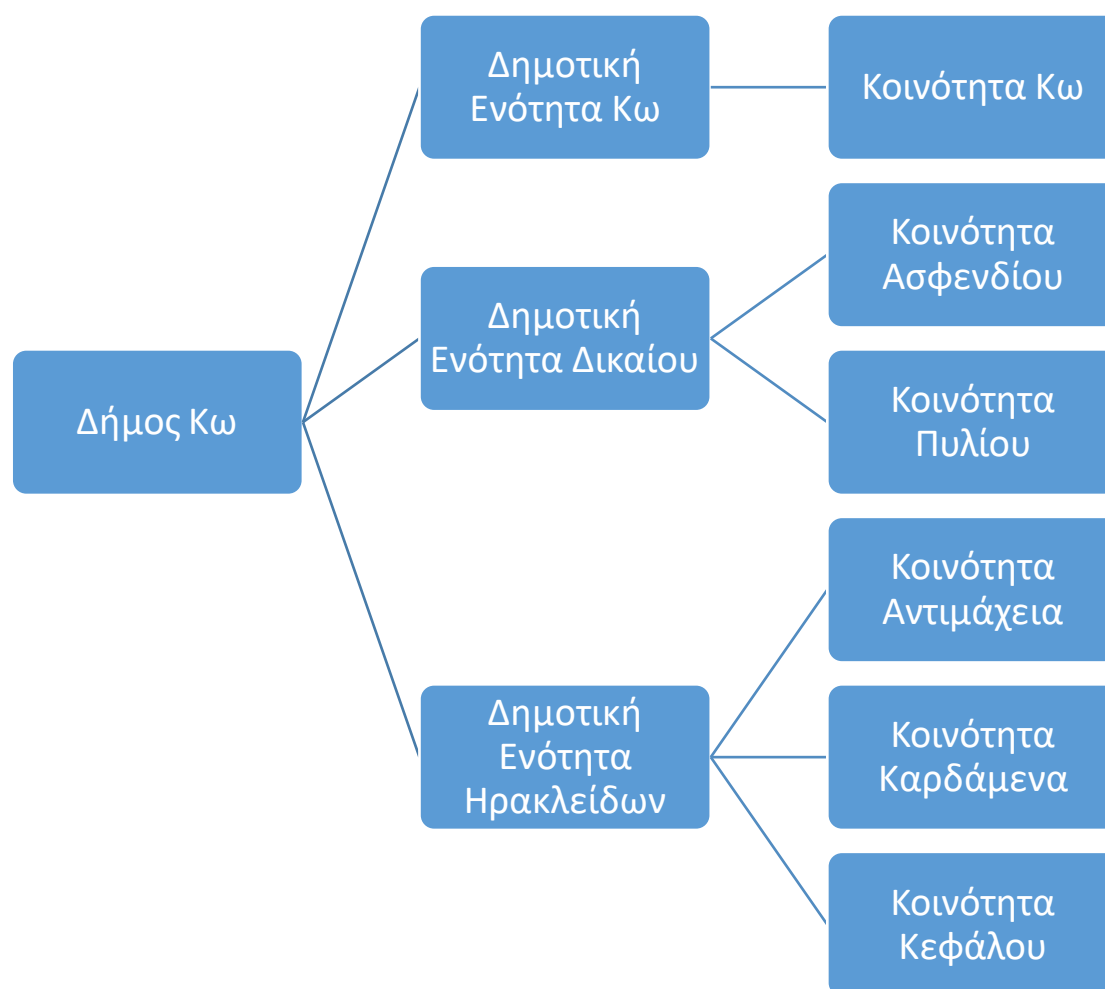 Δήμος Κω
Δημοτική
Ενότητα Κω
Κοινότητα Κω
Δημοτική
Ενότητα Δικαίου
Κοινότητα
Ασφενδίου
Κοινότητα
Πυλίου
Δημοτική
Ενότητα
Ηρακλείδων
Κοινότητα
Αντιμάχεια
Κοινότητα
Καρδάμενα
Κοινότητα
Κεφάλου